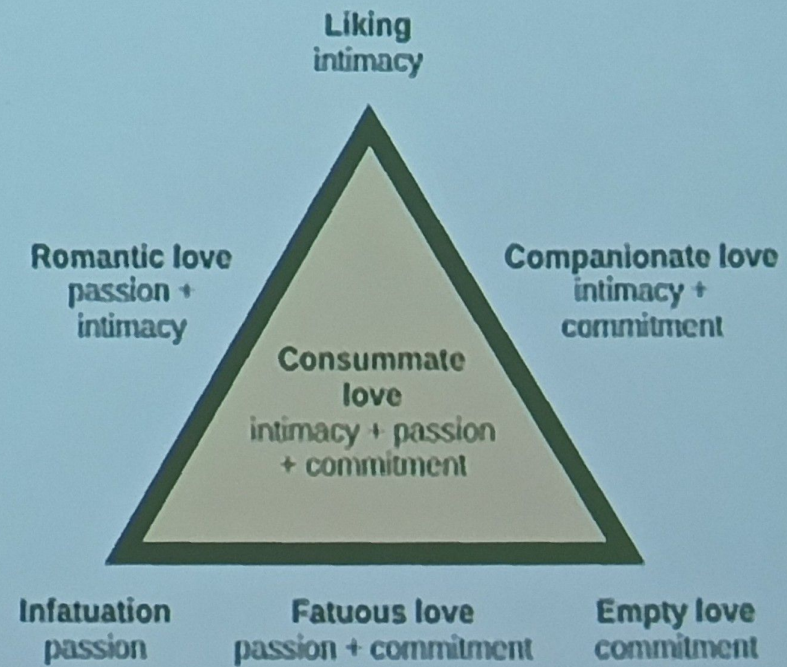 Liking
intimacy
Romantic love
passion +
intimacy
Companionate love
intimacy +
commitment
Consummate
love
intimacy + passion
+ commitment
Infatuation
passion
Fatuous love
passion + commitment
Empty love
commitment